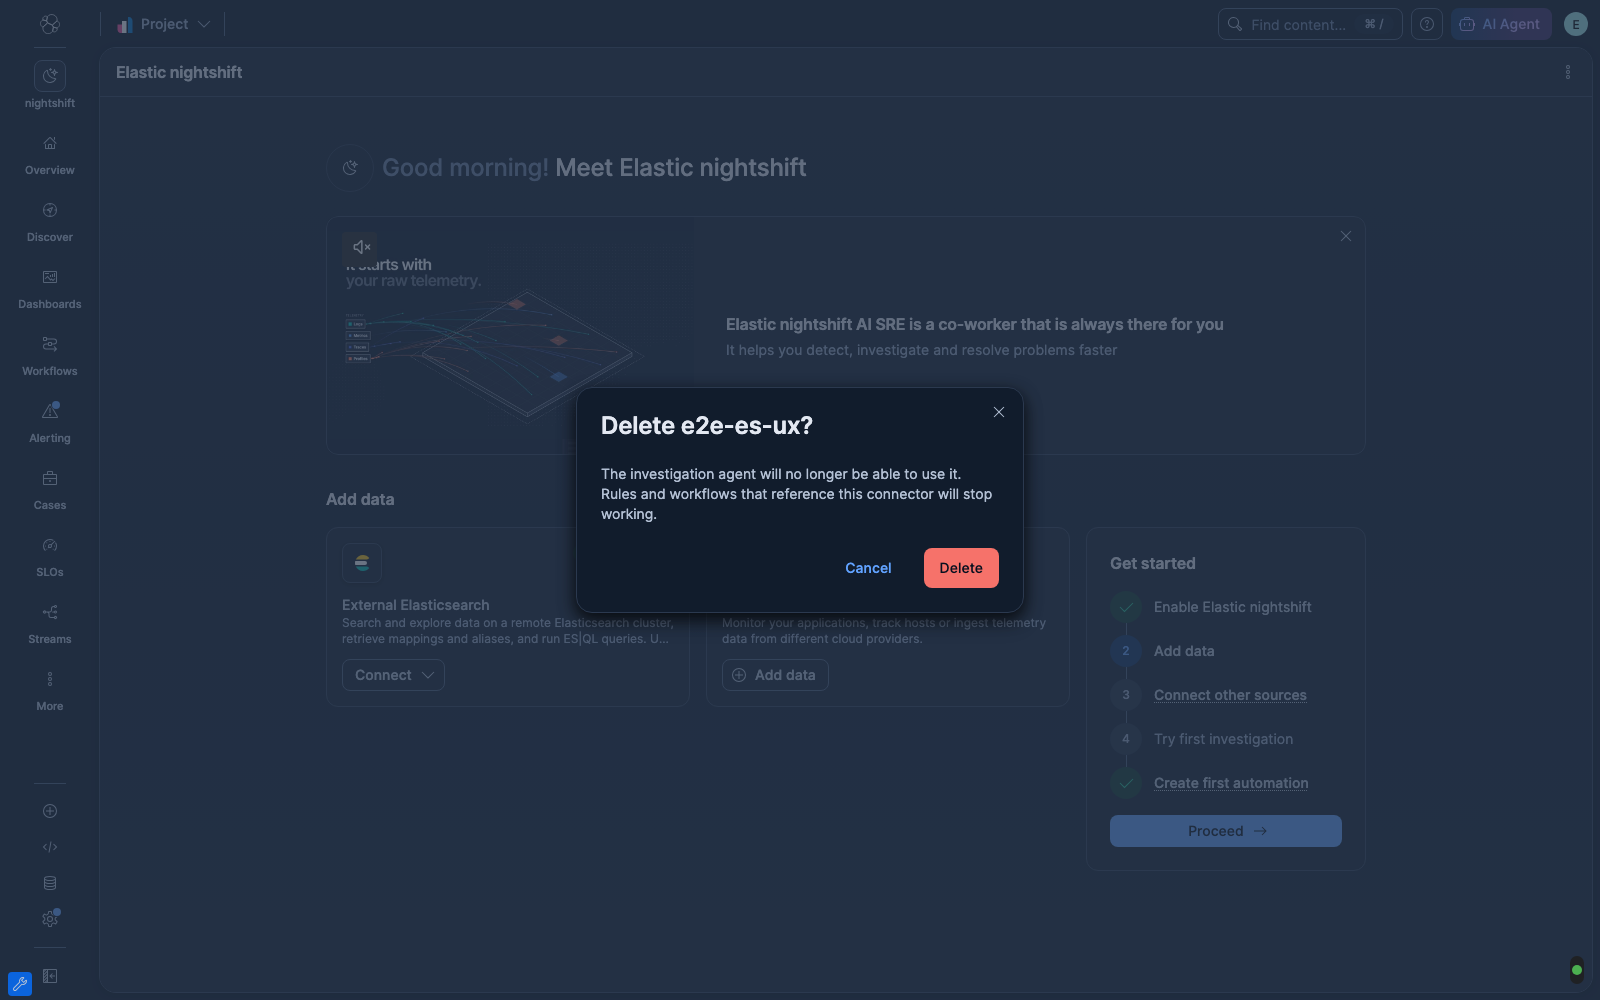 Project
Find content...
⌘ /
AI Agent
E
Elastic nightshift
nightshift
Overview
Discover
Dashboards
Workflows
Alerting
Cases
SLOs
Streams
More
Good morning! Meet Elastic nightshift
It starts with
your raw telemetry.
Elastic nightshift AI SRE is a co-worker that is always there for you
It helps you detect, investigate and resolve problems faster
Delete e2e-es-ux?
The investigation agent will no longer be able to use it.
Rules and workflows that reference this connector will stop
working.
Cancel
Delete
Add data
External Elasticsearch
Search and explore data on a remote Elasticsearch cluster,
retrieve mappings and aliases, and run ES|QL queries. U...
Connect
Monitor your applications, track hosts or ingest telemetry
data from different cloud providers.
Add data
Get started
Enable Elastic nightshift
2 Add data
3 Connect other sources
4 Try first investigation
Create first automation
Proceed